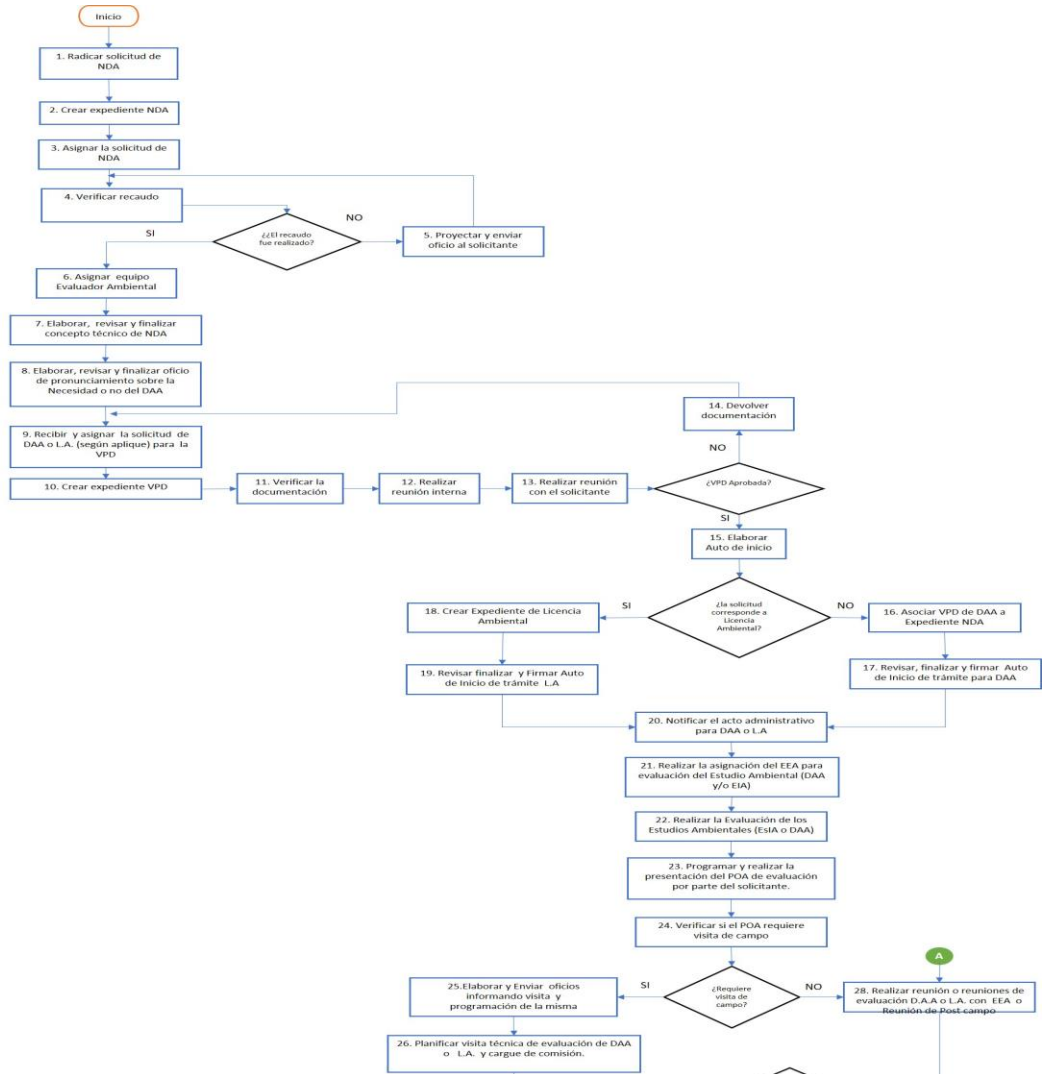 Inicio
1. Radicar solicitud de
NDA
2. Crear expediente NDA
3. Asignar la solicitud de
NDA
4. Verificar recaudo
¿¿El recaudo
fue realizado?
NO
SI
5. Proyectar y enviar
oficio al solicitante
6. Asignar equipo
Evaluador Ambiental
7. Elaborar, revisar y finalizar
concepto técnico de NDA
8. Elaborar, revisar y finalizar oficio
de pronunciamiento sobre la
Necesidad o no del DAA
9. Recibir y asignar la solicitud de
DAA o L.A. (según aplique) para la
VPD
10. Crear expediente VPD
11. Verificar la
documentación
12. Realizar
reunión interna
13. Realizar reunión
con el solicitante
¿VPD Aprobada?
NO
14. Devolver
documentación
SI
15. Elaborar
Auto de inicio
¿la solicitud
corresponde a
Licencia
Ambiental?
SI
NO
18. Crear Expediente de Licencia
Ambiental
16. Asociar VPD de DAA a
Expediente NDA
19. Revisar finalizar y Firmar Auto
de Inicio de trámite L.A
17. Revisar, finalizar y firmar Auto
de Inicio de trámite para DAA
20. Notificar el acto administrativo
para DAA o L.A
21. Realizar la asignación del EEA para
evaluación del Estudio Ambiental (DAA
y/o EIA)
22. Realizar la Evaluación de los
Estudios Ambientales (EsIA o DAA)
23. Programar y realizar la
presentación del POA de evaluación
por parte del solicitante.
24. Verificar si el POA requiere
visita de campo
A
¿Requiere
visita de
campo?
SI
NO
25.Elaborar y Enviar oficios
informando visita y
programación de la misma
28. Realizar reunión o reuniones de
evaluación D.A.A o L.A. con EEA o
Reunión de Post campo
26. Planificar visita técnica de evaluación de DAA
o L.A. y cargue de comisión.